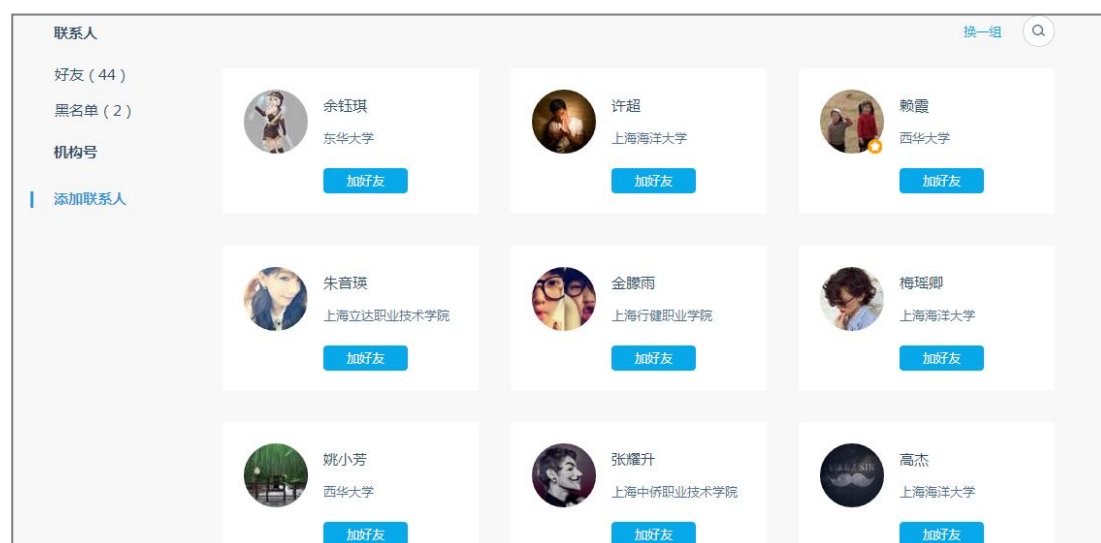 联系人
换一组
好友（44）
黑名单（2）
机构号
添加联系人
余钰琪
东华大学
加好友
许超
上海海洋大学
加好友
赖霞
西华大学
加好友
朱音瑛
上海立达职业技术学院
加好友
金朦雨
上海行健职业学院
加好友
梅瑶卿
上海海洋大学
加好友
姚小芳
西华大学
加好友
张耀升
上海中侨职业技术学院
加好友
高杰
上海海洋大学
加好友